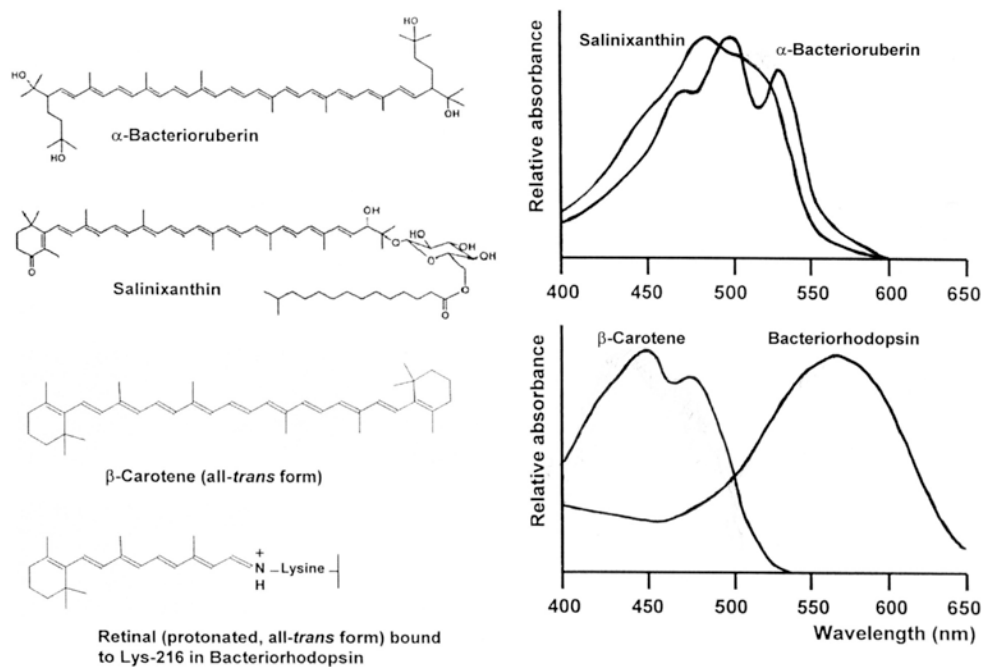 HO
HO
OH
HO
α-Bacterioruberin
OH
O
HO
OH
O
O
OH
O
O
Salinixanthin
β-Carotene (all-trans form)
+
N
H
Lysine
Retinal (protonated, all-trans form) bound
to Lys-216 in Bacteriorhodopsin
Relative absorbance
Salinixanthin
α-Bacterioruberin
400 450 500 550 600 650
Relative absorbance
β-Carotene
Bacteriorhodopsin
400 450 500 550 600 650
Wavelength (nm)